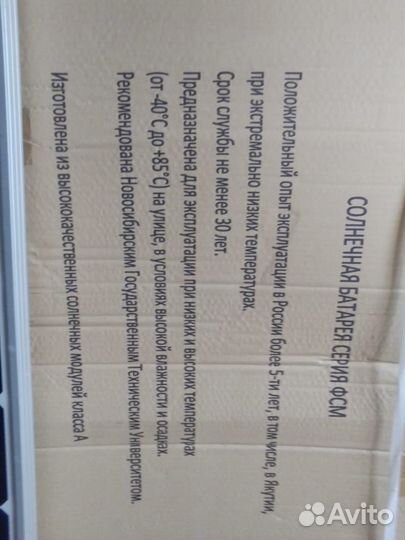 СОЛНЕЧНАЯ БАТАРЕЯ СЕРИЯ ФСМ
Положительный опыт эксплуатации в России более 5-ти лет, в том числе, в Якутии,
при экстремально низких температурах.
Срок службы не менее 30 лет.
Предназначена для эксплуатации при низких и высоких температурах
(от -40°С до +85°С) на улице, в условиях высокой влажности и осадках.
Рекомендована Новосибирским Государственным Техническим Университетом.
Изготовлена из высококачественных солнечных модулей класса А
Avito